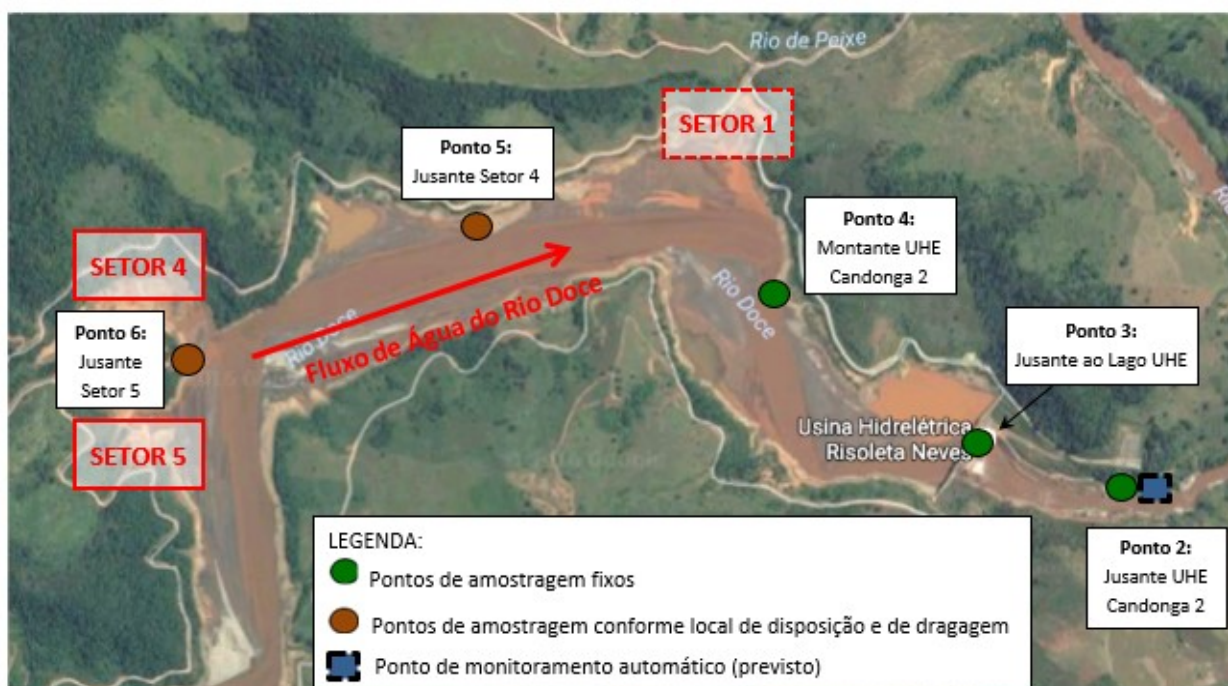 Rio de Peixe
SETOR 1
Ponto 5:
Jusante Setor 4
Ponto 4:
Montante UHE
Candonga 2
SETOR 4
Rio Doce
Fluxo de Água do Rio Doce
Rio Doce
Ponto 6:
Jusante
Setor 5
Ponto 3:
Jusante ao Lago UHE
SETOR 5
Usina Hidrelétrica
Risoleta Neves
Ponto 2:
Jusante UHE
Candonga 2
LEGENDA:
Pontos de amostragem fixos
Pontos de amostragem conforme local de disposição e de dragagem
Ponto de monitoramento automático (previsto)